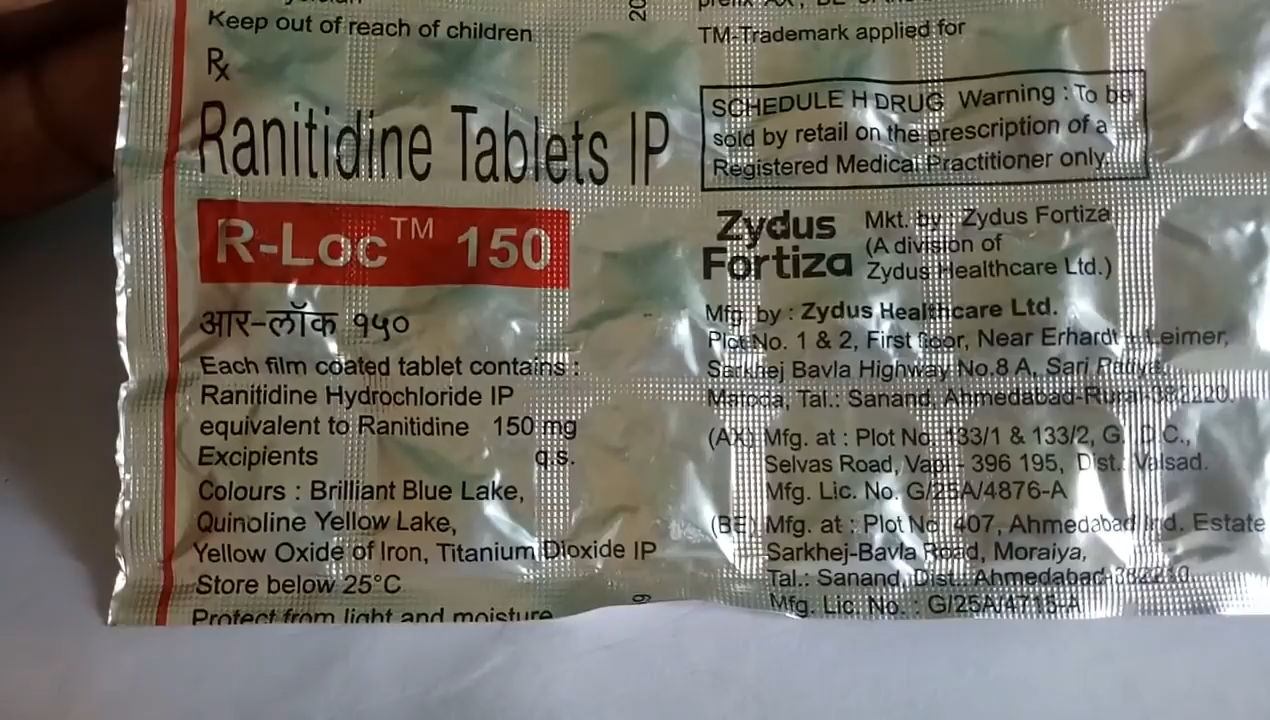 Keep out of reach of children
Rx
Ranitidine Tablets IP
R-Loc™ 150
आर-लॉक १५०
Each film coated tablet contains :
Ranitidine Hydrochloride IP
equivalent to Ranitidine 150 mg
Excipients q.s.
Colours : Brilliant Blue Lake,
Quinoline Yellow Lake,
Yellow Oxide of Iron, Titanium Dioxide IP
Store below 25°C
Protect from light and moisture
TM-Trademark applied for
SCHEDULE H DRUG Warning : To be
sold by retail on the prescription of a
Registered Medical Practitioner only.
Zydus
Fortiza
Mkt. by : Zydus Fortiza
(A division of
Zydus Healthcare Ltd.)
Mfg. by : Zydus Healthcare Ltd.
Plot No. 1 & 2, First floor, Near Erhardt + Leimer,
Sarkhej Bavla Highway No.8 A, Sari
Matoda, Tal.: Sanand, Ahmedabad-Rural 382220.
(AX) Mfg. at : Plot No. 133/1 & 133/2, G.I.D.C.,
Selvas Road, Vapi - 396 195, Dist. Valsad.
Mfg. Lic. No. G/25A/4876-A
(BE) Mfg. at : Plot No. 407, Ahmedabad Ind. Estate
Sarkhej-Bavla Road, Moraiya,
Tal.: Sanand, Dist.: Ahmedabad-382210.
Mfg. Lic. No. : G/25A/4715-A